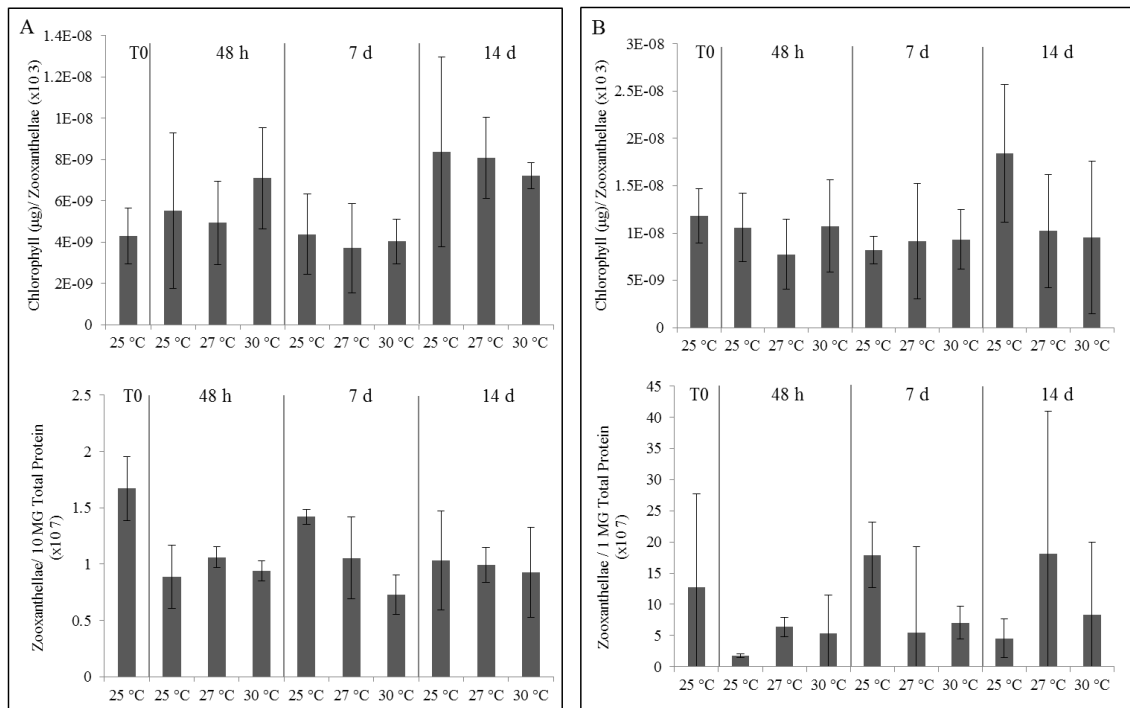 A
Chlorophyll (µg)/ Zooxanthellae (x10 3)
1.4E-08
1.2E-08
1E-08
8E-09
6E-09
4E-09
2E-09
0
T0
48 h
7 d
14 d
25 °C
25 °C
27 °C
30 °C
25 °C
27 °C
30 °C
25 °C
27 °C
30 °C
Zooxanthellae/ 10 MG Total Protein
(x10 7)
2.5
2
1.5
1
0.5
0
T0
48 h
7 d
14 d
25 °C
25 °C
27 °C
30 °C
25 °C
27 °C
30 °C
25 °C
27 °C
30 °C
B
Chlorophyll (µg)/ Zooxanthellae (x10 3)
3E-08
2.5E-08
2E-08
1.5E-08
1E-08
5E-09
0
T0
48 h
7 d
14 d
25 °C
25 °C
27 °C
30 °C
25 °C
27 °C
30 °C
25 °C
27 °C
30 °C
Zooxanthellae / 1 MG Total Protein
(x10 7)
45
40
35
30
25
20
15
10
5
0
T0
48 h
7 d
14 d
25 °C
25 °C
27 °C
30 °C
25 °C
27 °C
30 °C
25 °C
27 °C
30 °C